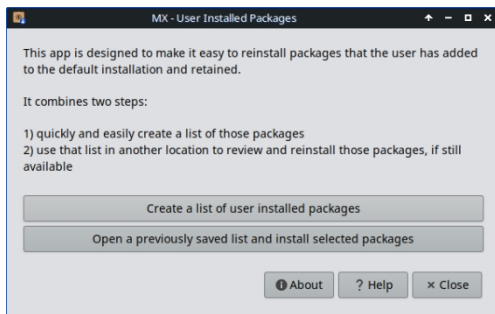 MX - User Installed Packages
This app is designed to make it easy to reinstall packages that the user has added
to the default installation and retained.
It combines two steps:
1) quickly and easily create a list of those packages
2) use that list in another location to review and reinstall those packages, if still
available
Create a list of user installed packages
Open a previously saved list and install selected packages
About ? Help × Close